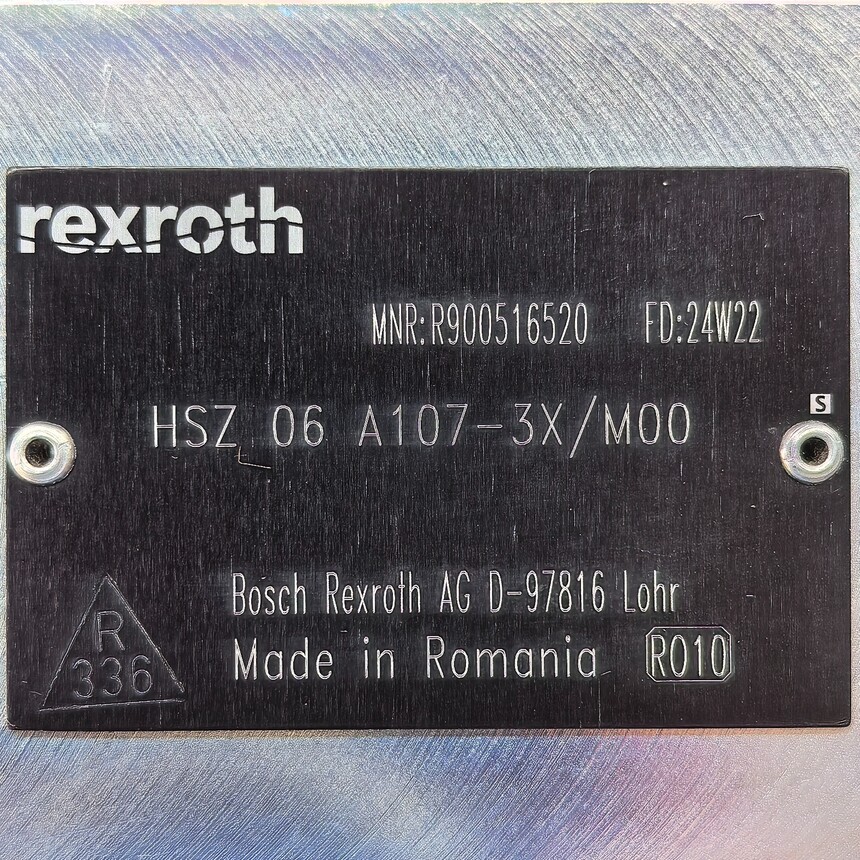 rexroth
MNR:R900516520 FD:24W22
S
HSZ 06 A107-3X/M00
Bosch Rexroth AG D-97816 Lohr
R
336
Made in Romania RO10